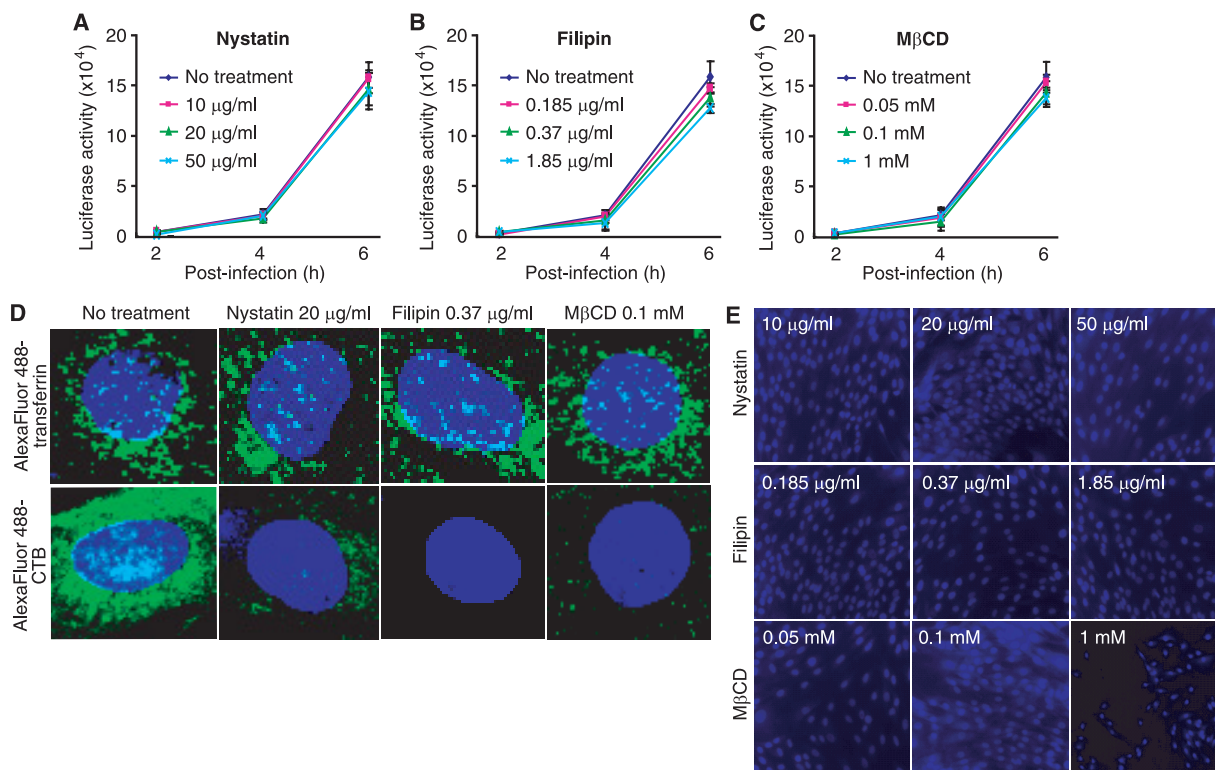 A
Nystatin
Luciferase activity (x10⁴)
20
15
10
5
0
No treatment
10 µg/ml
20 µg/ml
50 µg/ml
2
4
6
Post-infection (h)
B
Filipin
Luciferase activity (x10⁴)
20
15
10
5
0
No treatment
0.185 µg/ml
0.37 µg/ml
1.85 µg/ml
2
4
6
Post-infection (h)
C
MβCD
Luciferase activity (x10⁴)
20
15
10
5
0
No treatment
0.05 mM
0.1 mM
1 mM
2
4
6
Post-infection (h)
D
No treatment
Nystatin 20 µg/ml
Filipin 0.37 µg/ml
MβCD 0.1 mM
AlexaFluor 488-
transferrin
AlexaFluor 488-
CTB
E
Nystatin
10 µg/ml
20 µg/ml
50 µg/ml
Filipin
0.185 µg/ml
0.37 µg/ml
1.85 µg/ml
MβCD
0.05 mM
0.1 mM
1 mM